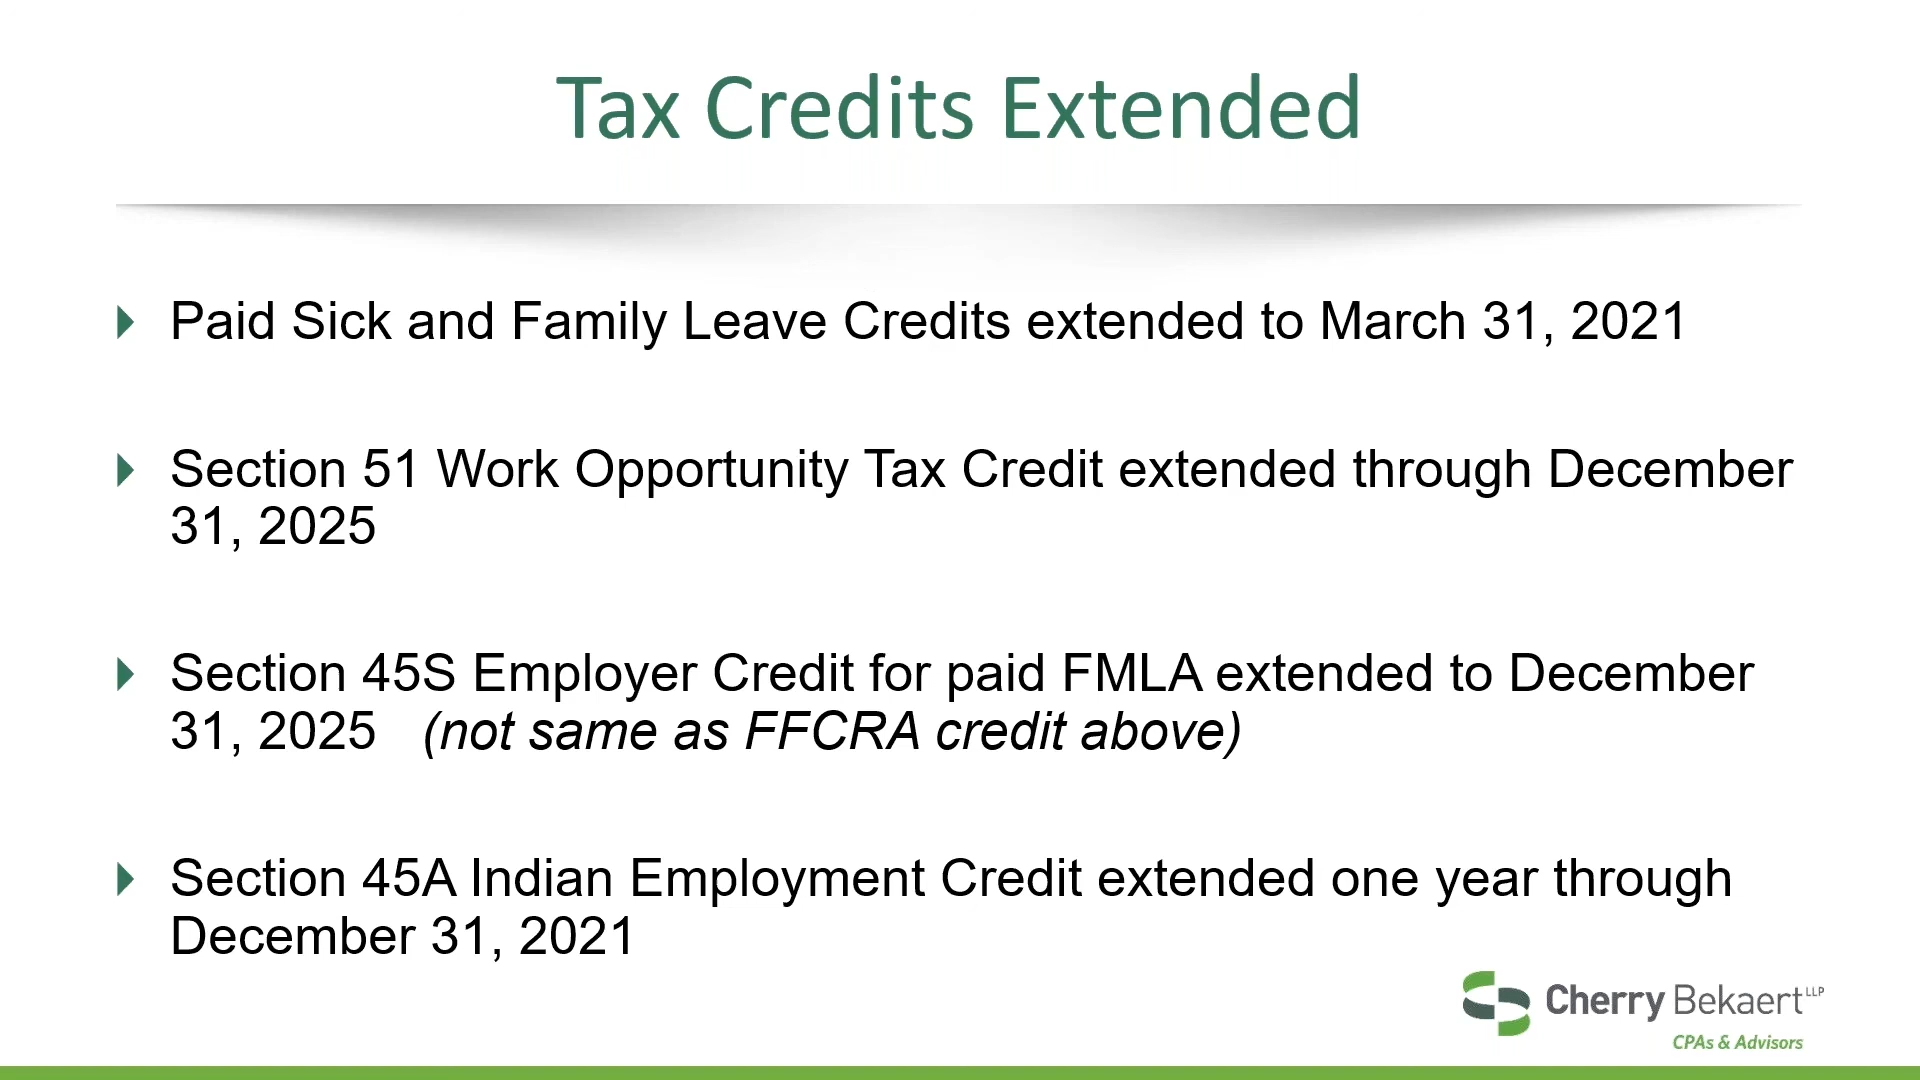 Tax Credits Extended
Paid Sick and Family Leave Credits extended to March 31, 2021
Section 51 Work Opportunity Tax Credit extended through December
31, 2025
Section 45S Employer Credit for paid FMLA extended to December
31, 2025 (not same as FFCRA credit above)
Section 45A Indian Employment Credit extended one year through
December 31, 2021
Cherry Bekaert LLP
CPAs & Advisors